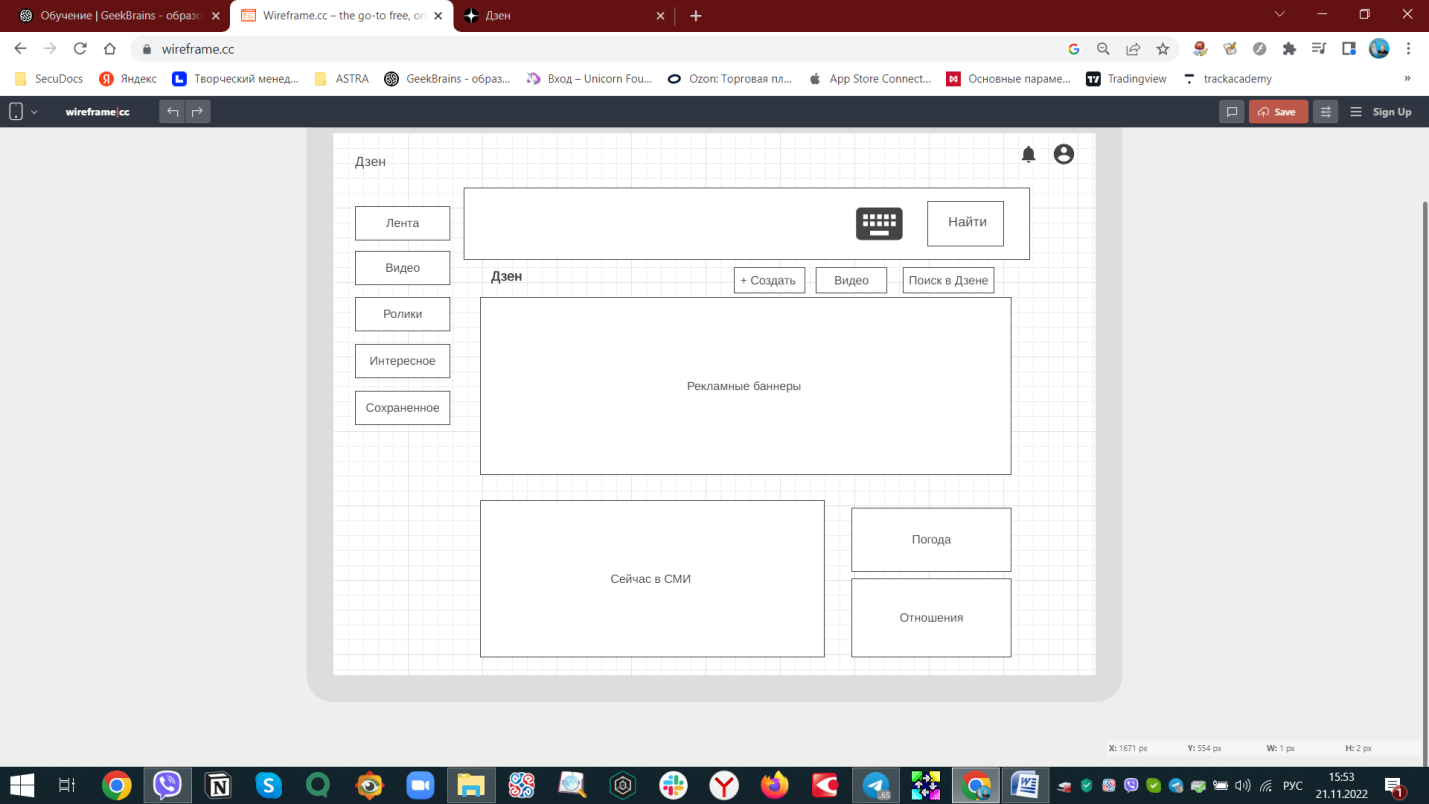 Обучение | GeekBrains - образо
Wireframe.cc – the go-to free, on
Дзен
wireframe.cc
SecuDocs
Яндекс
Творческий менед...
ASTRA
GeekBrains - образ...
Вход – Unicorn Fou...
Ozon: Торговая пл...
App Store Connect...
Основные параме...
Tradingview
trackacademy
»
wireframe|cc
Save
Sign Up
Дзен
Найти
Лента
Видео
Ролики
Интересное
Сохраненное
Дзен
+ Создать
Видео
Поиск в Дзене
Рекламные баннеры
Сейчас в СМИ
Погода
Отношения
X: 1671 px
Y: 554 px
W: 1 px
H: 2 px
65
РУС
15:53
21.11.2022
1